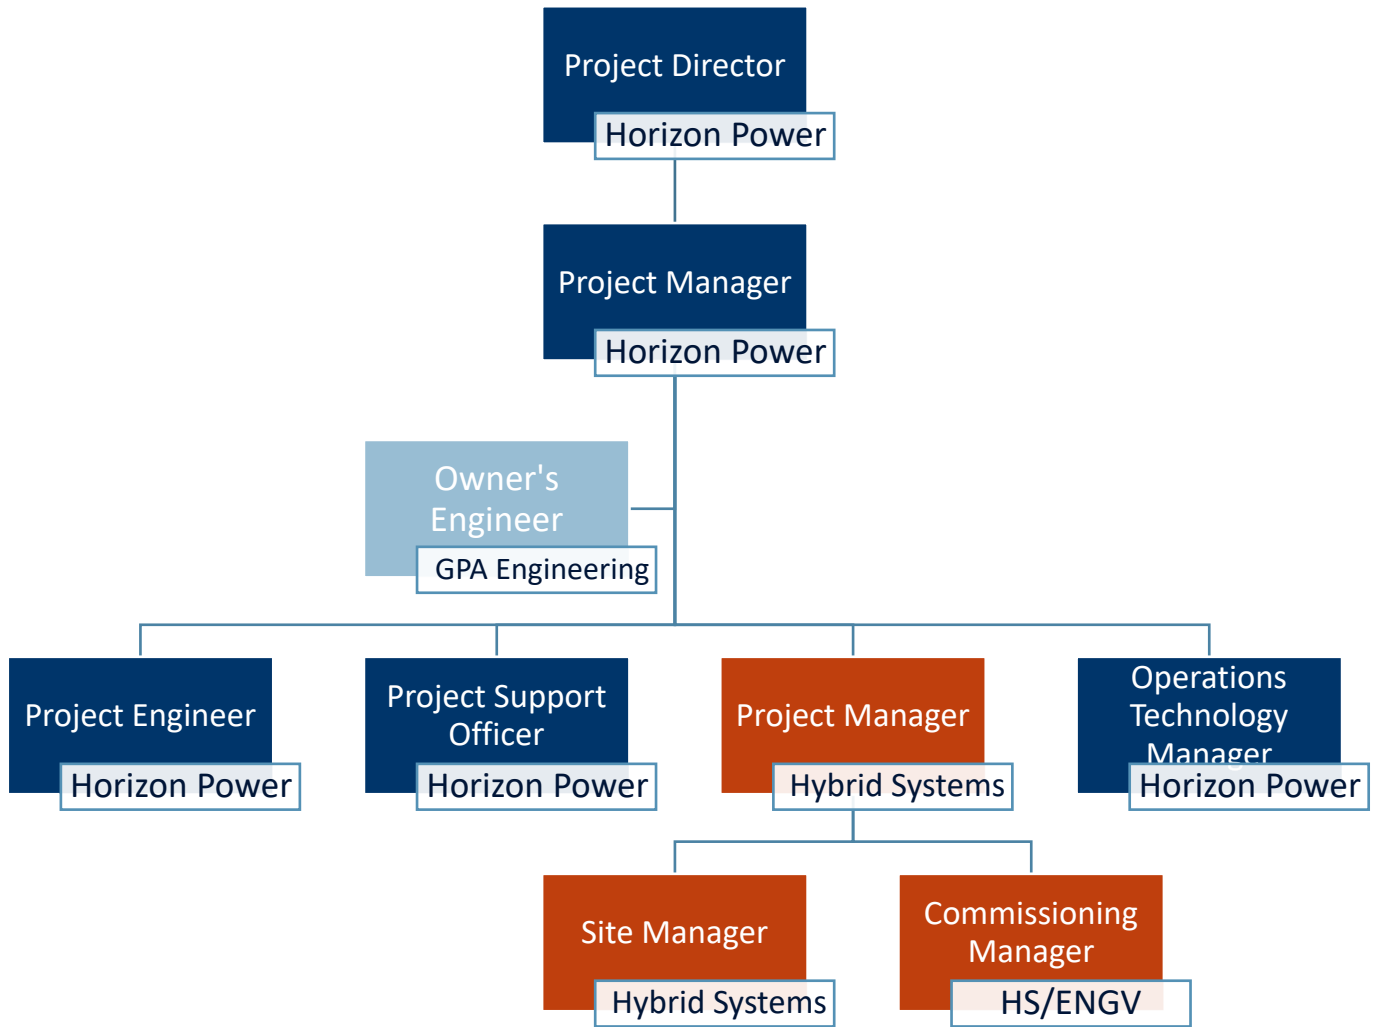 Project Director
Horizon Power
Project Manager
Horizon Power
Owner's
Engineer
GPA Engineering
Project Engineer
Horizon Power
Project Support
Officer
Horizon Power
Project Manager
Hybrid Systems
Operations
Technology
Manager
Horizon Power
Site Manager
Hybrid Systems
Commissioning
Manager
HS/ENGV